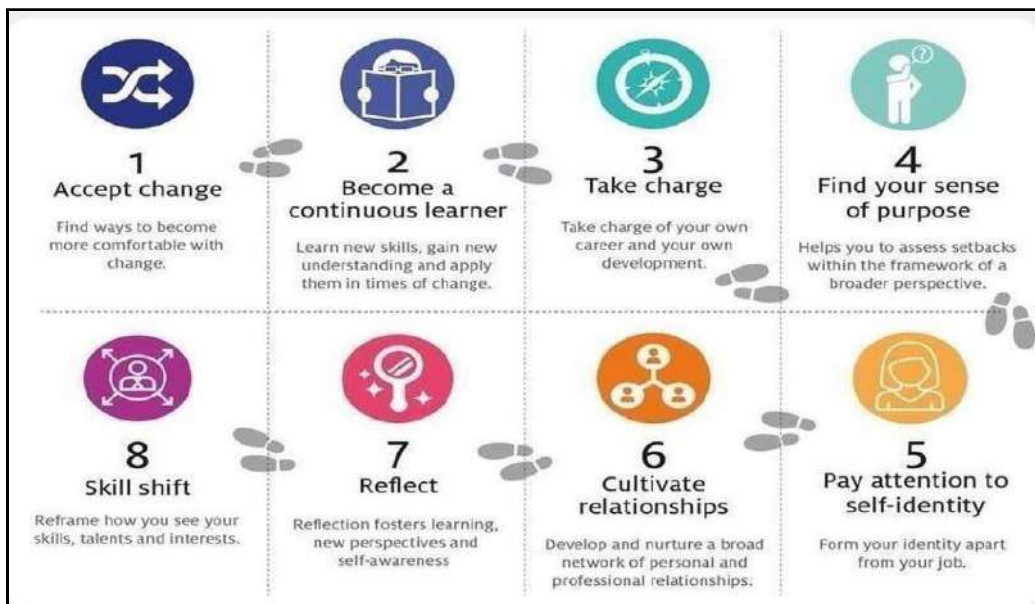 1
Accept change
Find ways to become
more comfortable with
change.
2
Become a
continuous learner
Learn new skills, gain new
understanding and apply
them in times of change.
3
Take charge
Take charge of your own
career and your own
development.
?
4
Find your sense
of purpose
Helps you to assess setbacks
within the framework of a
broader perspective.
5
Pay attention to
self-identity
Form your identity apart
from your job.
6
Cultivate
relationships
Develop and nurture a broad
network of personal and
professional relationships.
7
Reflect
Reflection fosters learning,
new perspectives and
self-awareness
8
Skill shift
Reframe how you see your
skills, talents and interests.